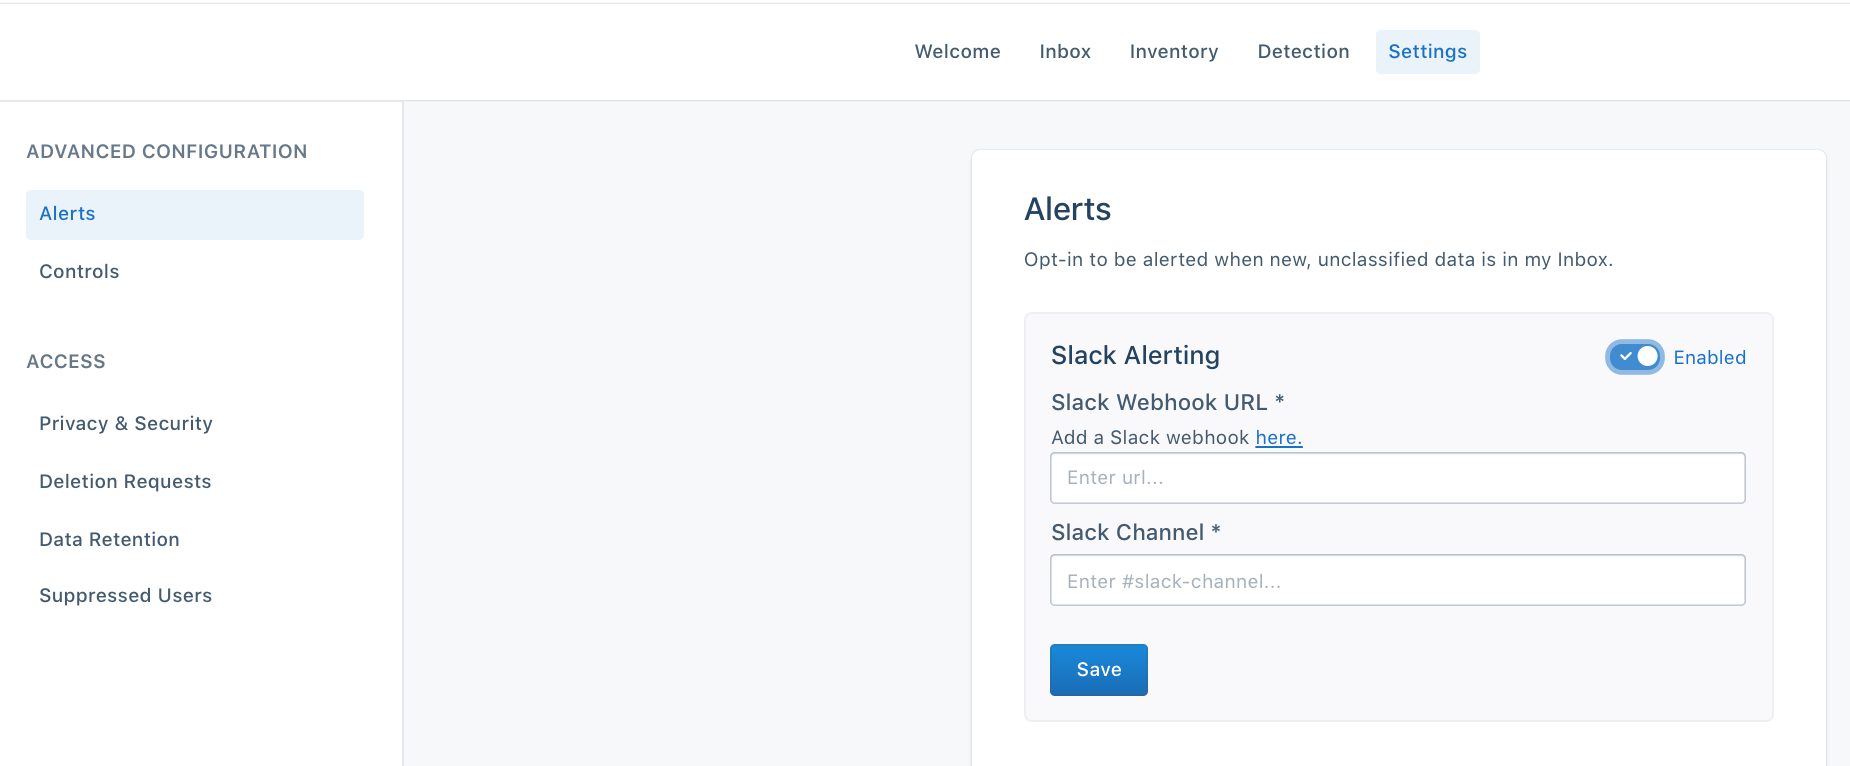 Welcome Inbox Inventory Detection Settings
ADVANCED CONFIGURATION
Alerts
Controls
ACCESS
Privacy & Security
Deletion Requests
Data Retention
Suppressed Users
Alerts
Opt-in to be alerted when new, unclassified data is in my Inbox.
Slack Alerting
Enabled
Slack Webhook URL *
Add a Slack webhook here.
Enter url...
Slack Channel *
Enter #slack-channel...
Save